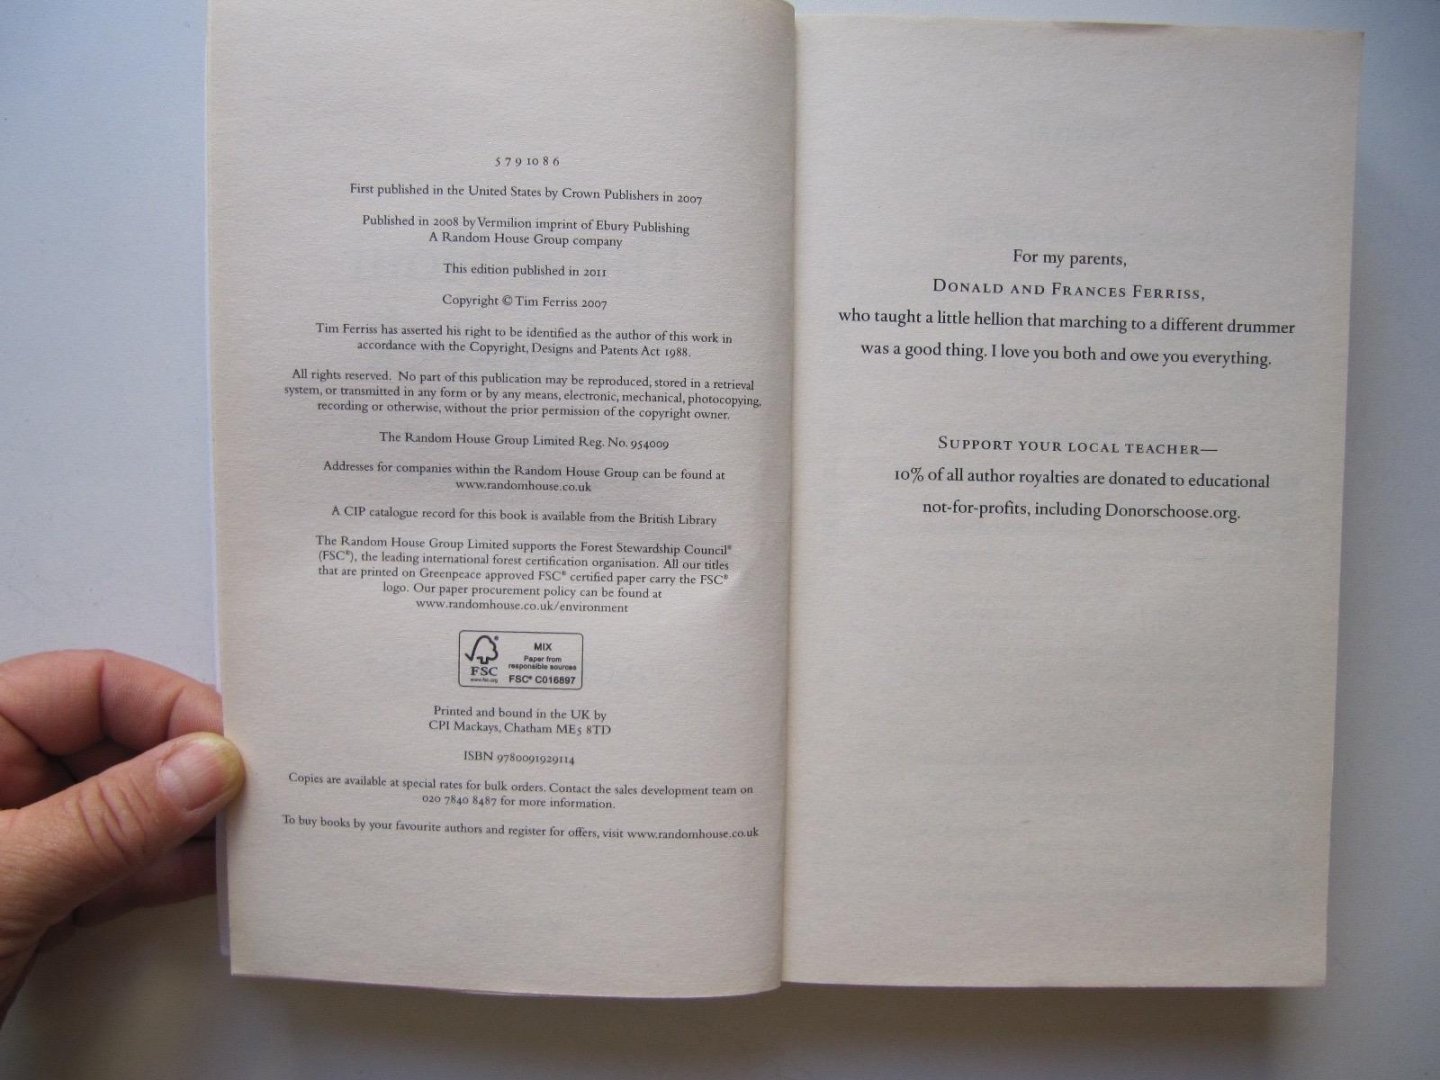 5 7 9 10 8 6
First published in the United States by Crown Publishers in 2007
Published in 2008 by Vermilion imprint of Ebury Publishing
A Random House Group company
This edition published in 2011
Copyright © Tim Ferriss 2007
Tim Ferriss has asserted his right to be identified as the author of this work in
accordance with the Copyright, Designs and Patents Act 1988.
All rights reserved. No part of this publication may be reproduced, stored in a retrieval
system, or transmitted in any form or by any means, electronic, mechanical, photocopying,
recording or otherwise, without the prior permission of the copyright owner.
The Random House Group Limited Reg. No. 954009
Addresses for companies within the Random House Group can be found at
www.randomhouse.co.uk
A CIP catalogue record for this book is available from the British Library
The Random House Group Limited supports the Forest Stewardship Council®
(FSC®), the leading international forest certification organisation. All our titles
that are printed on Greenpeace approved FSC® certified paper carry the FSC®
logo. Our paper procurement policy can be found at
www.randomhouse.co.uk/environment
FSC
www.fsc.org
MIX
Paper from
responsible sources
FSC® C016897
Printed and bound in the UK by
CPI Mackays, Chatham ME5 8TD
ISBN 9780091929114
Copies are available at special rates for bulk orders. Contact the sales development team on
020 7840 8487 for more information.
To buy books by your favourite authors and register for offers, visit www.randomhouse.co.uk
For my parents,
DONALD AND FRANCES FERRISS,
who taught a little hellion that marching to a different drummer
was a good thing. I love you both and owe you everything.
SUPPORT YOUR LOCAL TEACHER—
10% of all author royalties are donated to educational
not-for-profits, including Donorschoose.org.